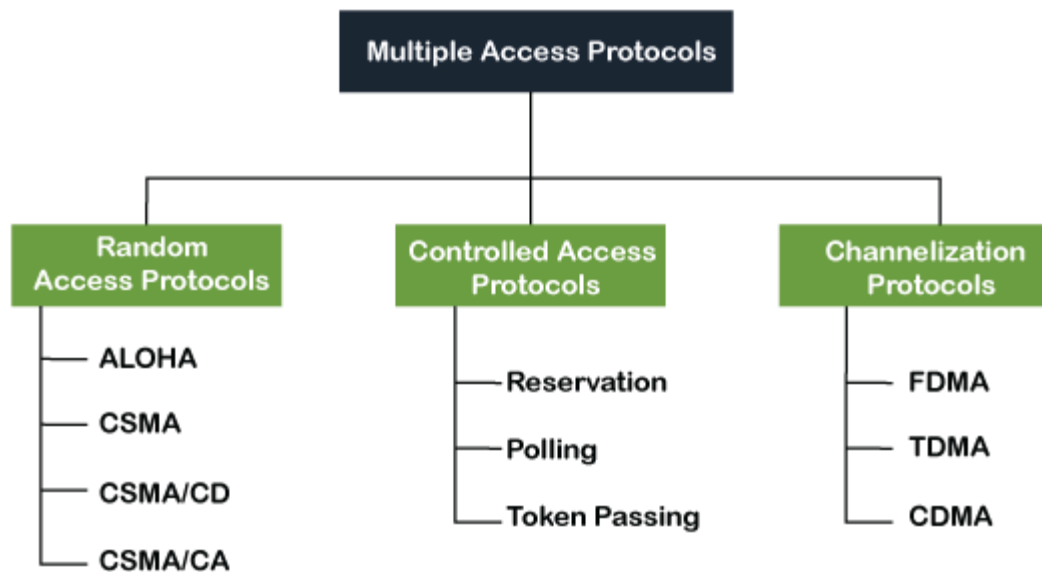 Multiple Access Protocols
Random
Access Protocols
ALOHA
CSMA
CSMA/CD
CSMA/CA
Controlled Access
Protocols
Reservation
Polling
Token Passing
Channelization
Protocols
FDMA
TDMA
CDMA